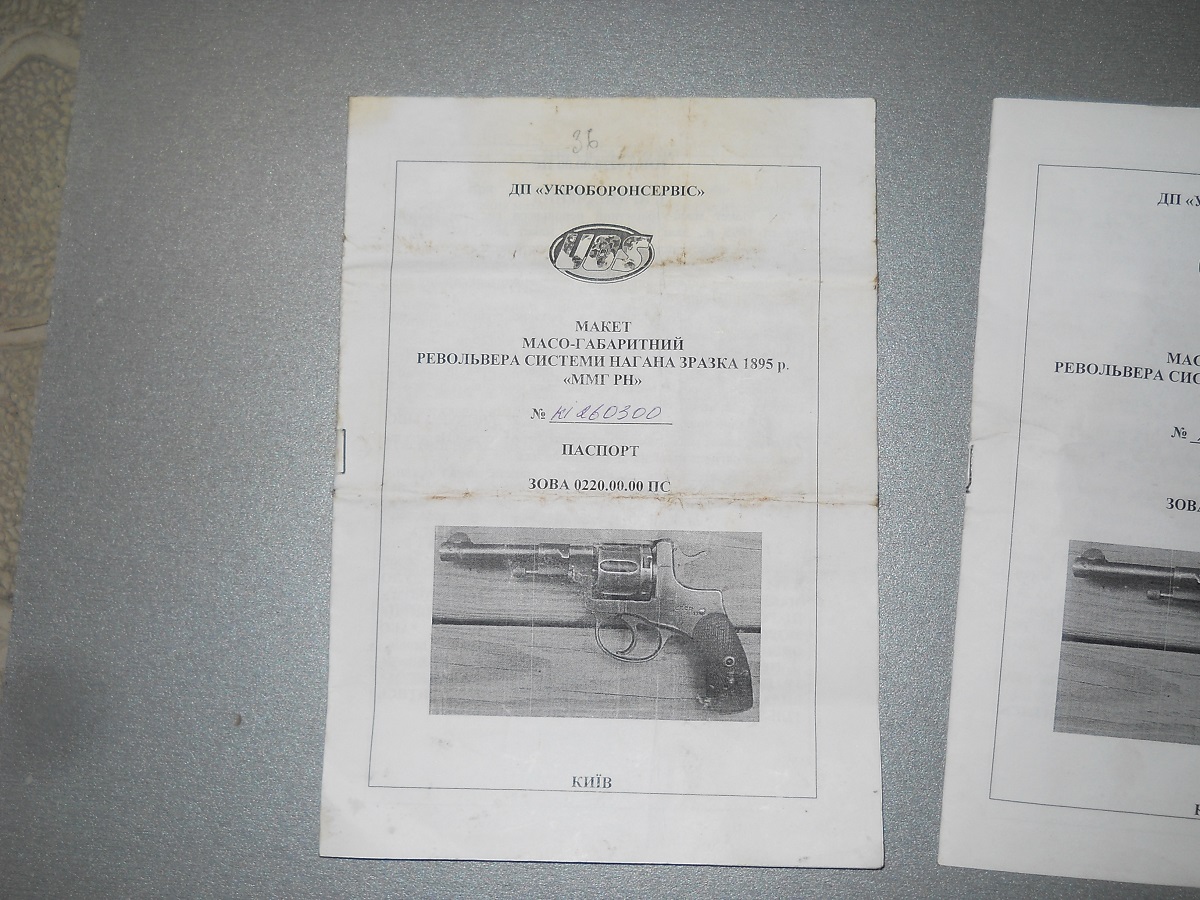 36
ДП «УКРОБОРОНСЕРВІС»
УОS
МАКЕТ
МАСО-ГАБАРИТНИЙ
РЕВОЛЬВЕРА СИСТЕМИ НАГАНА ЗРАЗКА 1895 р.
«ММГ РН»
№ кі 260300
ПАСПОРТ
ЗОВА 0220.00.00 ПС
КИЇВ
ДП «У
МАС
РЕВОЛЬВЕРА СИС
№
ЗОВА
К